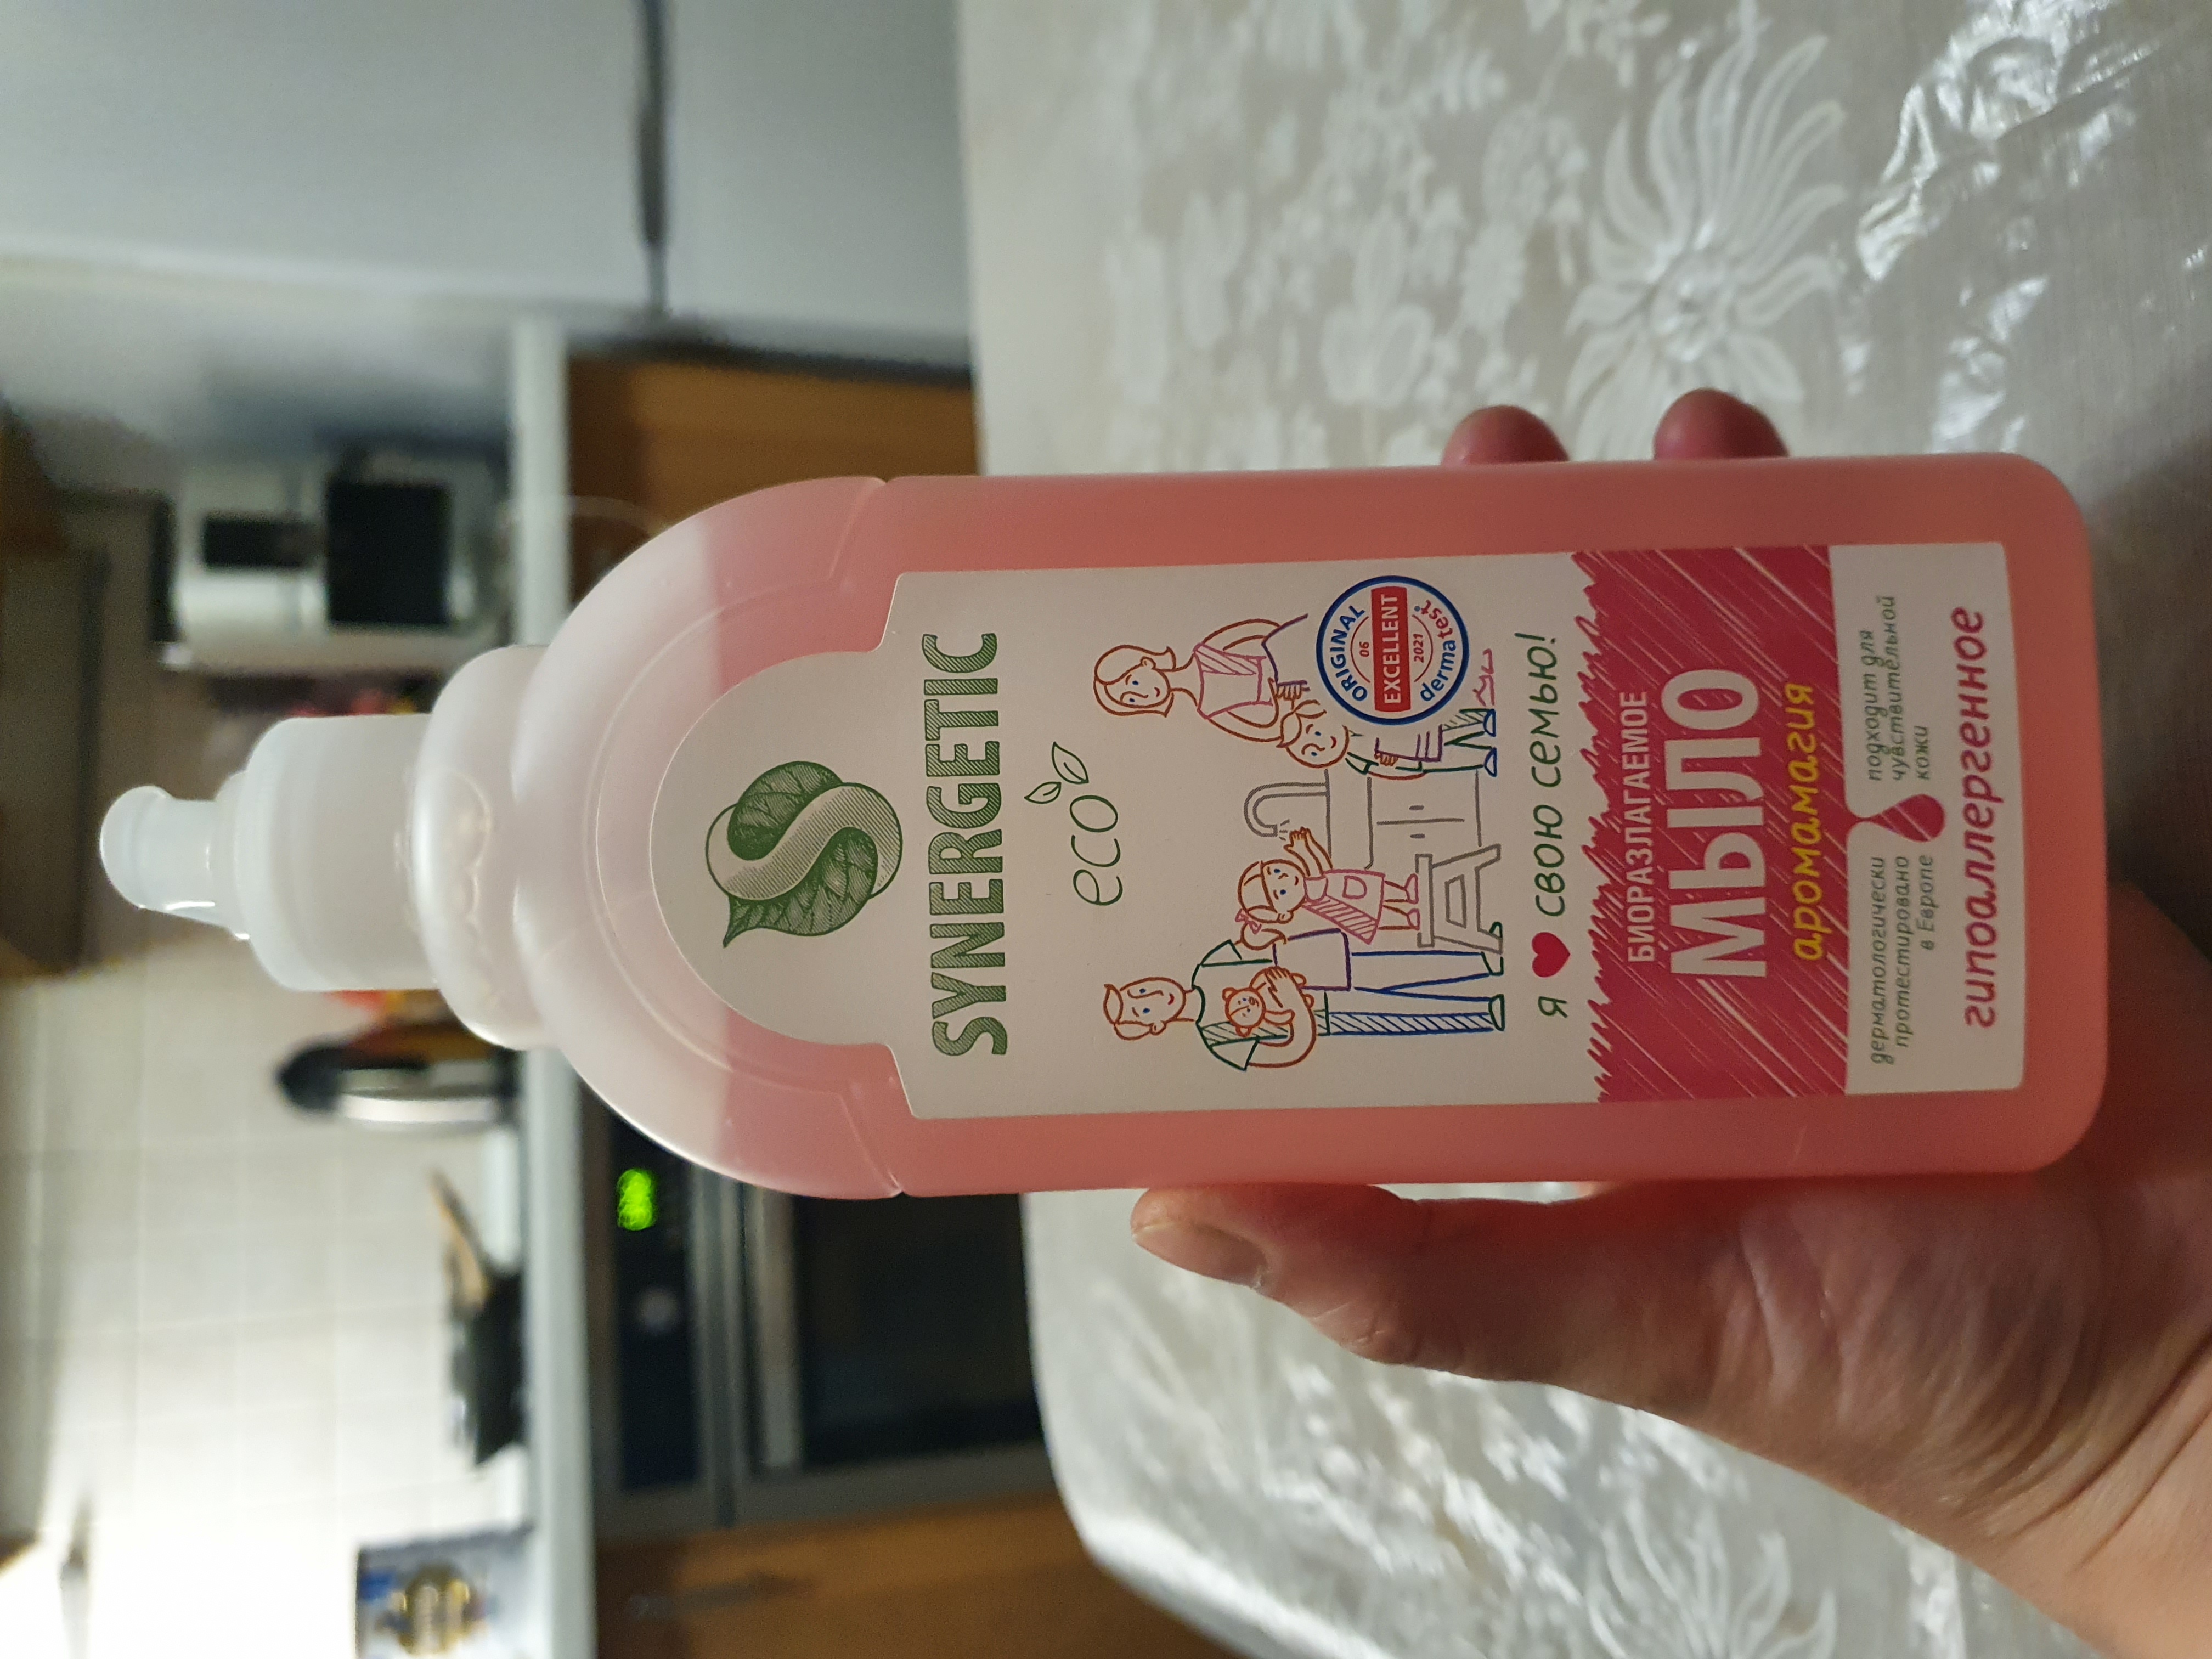 SYNERGETIC
eco
ORIGINAL
06
EXCELLENT
2021
dermatest
я ♥ свою семью!
БИОРАЗЛАГАЕМОЕ
МЫЛО
аромамагия
дерматологически
протестировано
в Европе
подходит для
чувствительной
кожи
гипоаллергенное